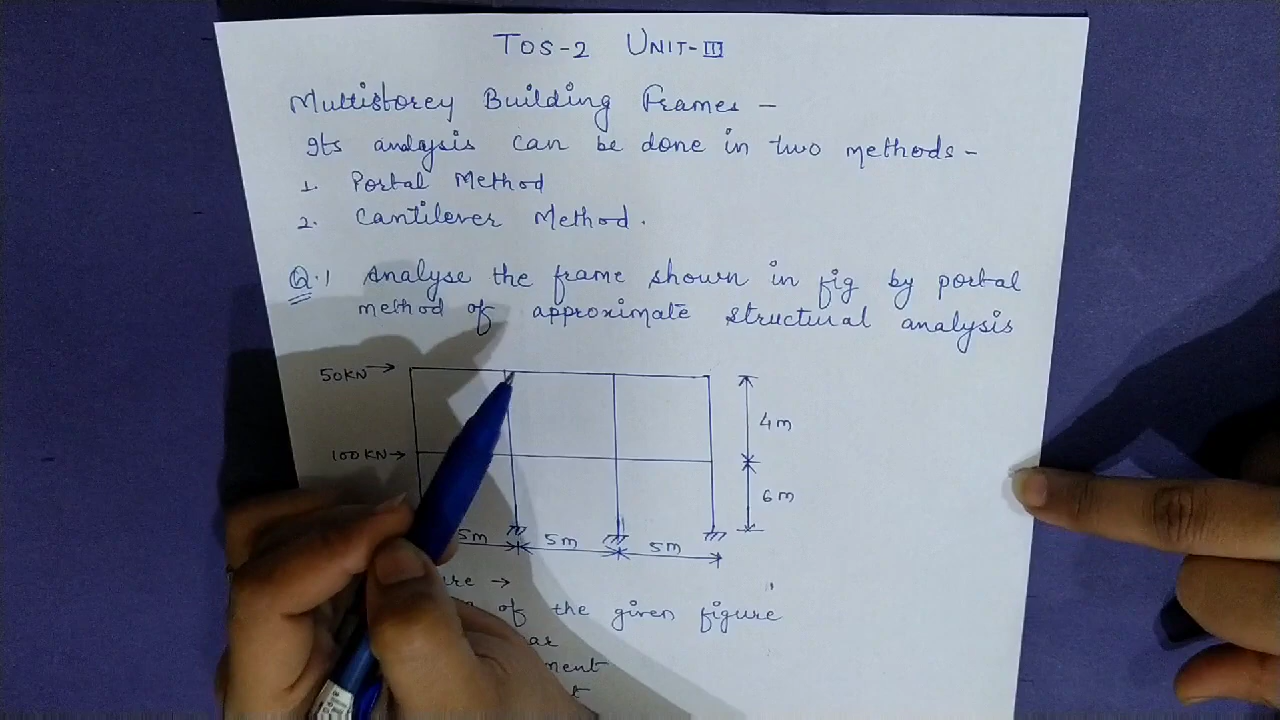 TOS-2 UNIT-III
Multistorey Building Frames -
Its analysis can be done in two methods -
1. Portal Method
2. Cantilever Method.
Q.1 Analyse the frame shown in fig by portal
method of approximate structural analysis
50KN
4m
100KN
6m
5m 5m 5m
of the given figure